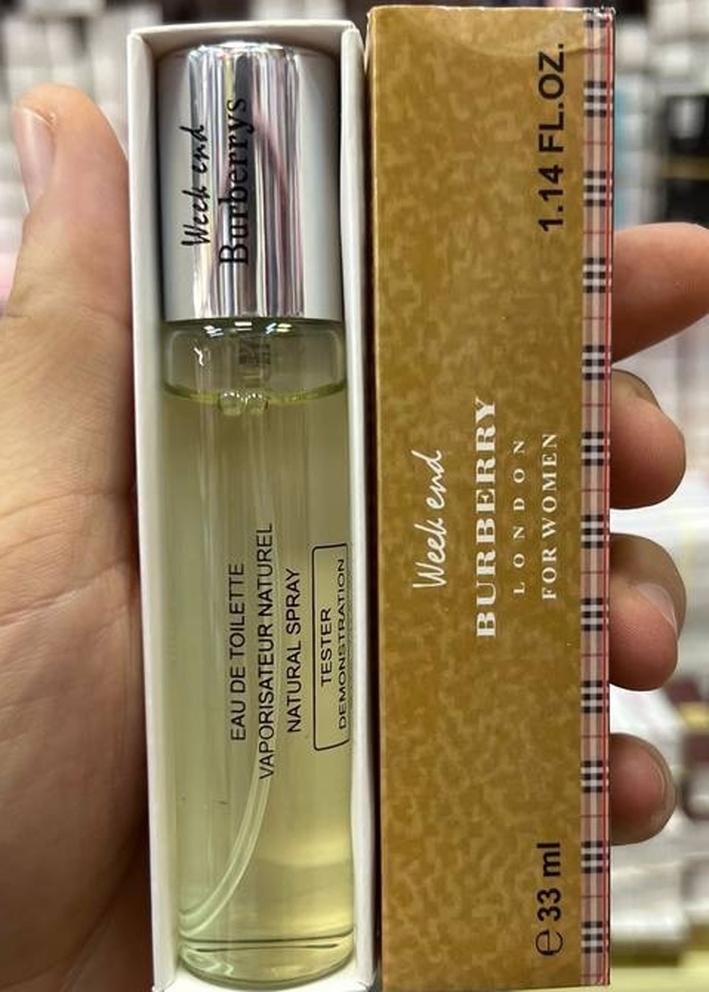 Week end
Burberrys
EAU DE TOILETTE
VAPORISATEUR NATUREL
NATURAL SPRAY
TESTER
DEMONSTRATION
Week end
BURBERRY
LONDON
FOR WOMEN
℮ 33 ml
1.14 FL.OZ.